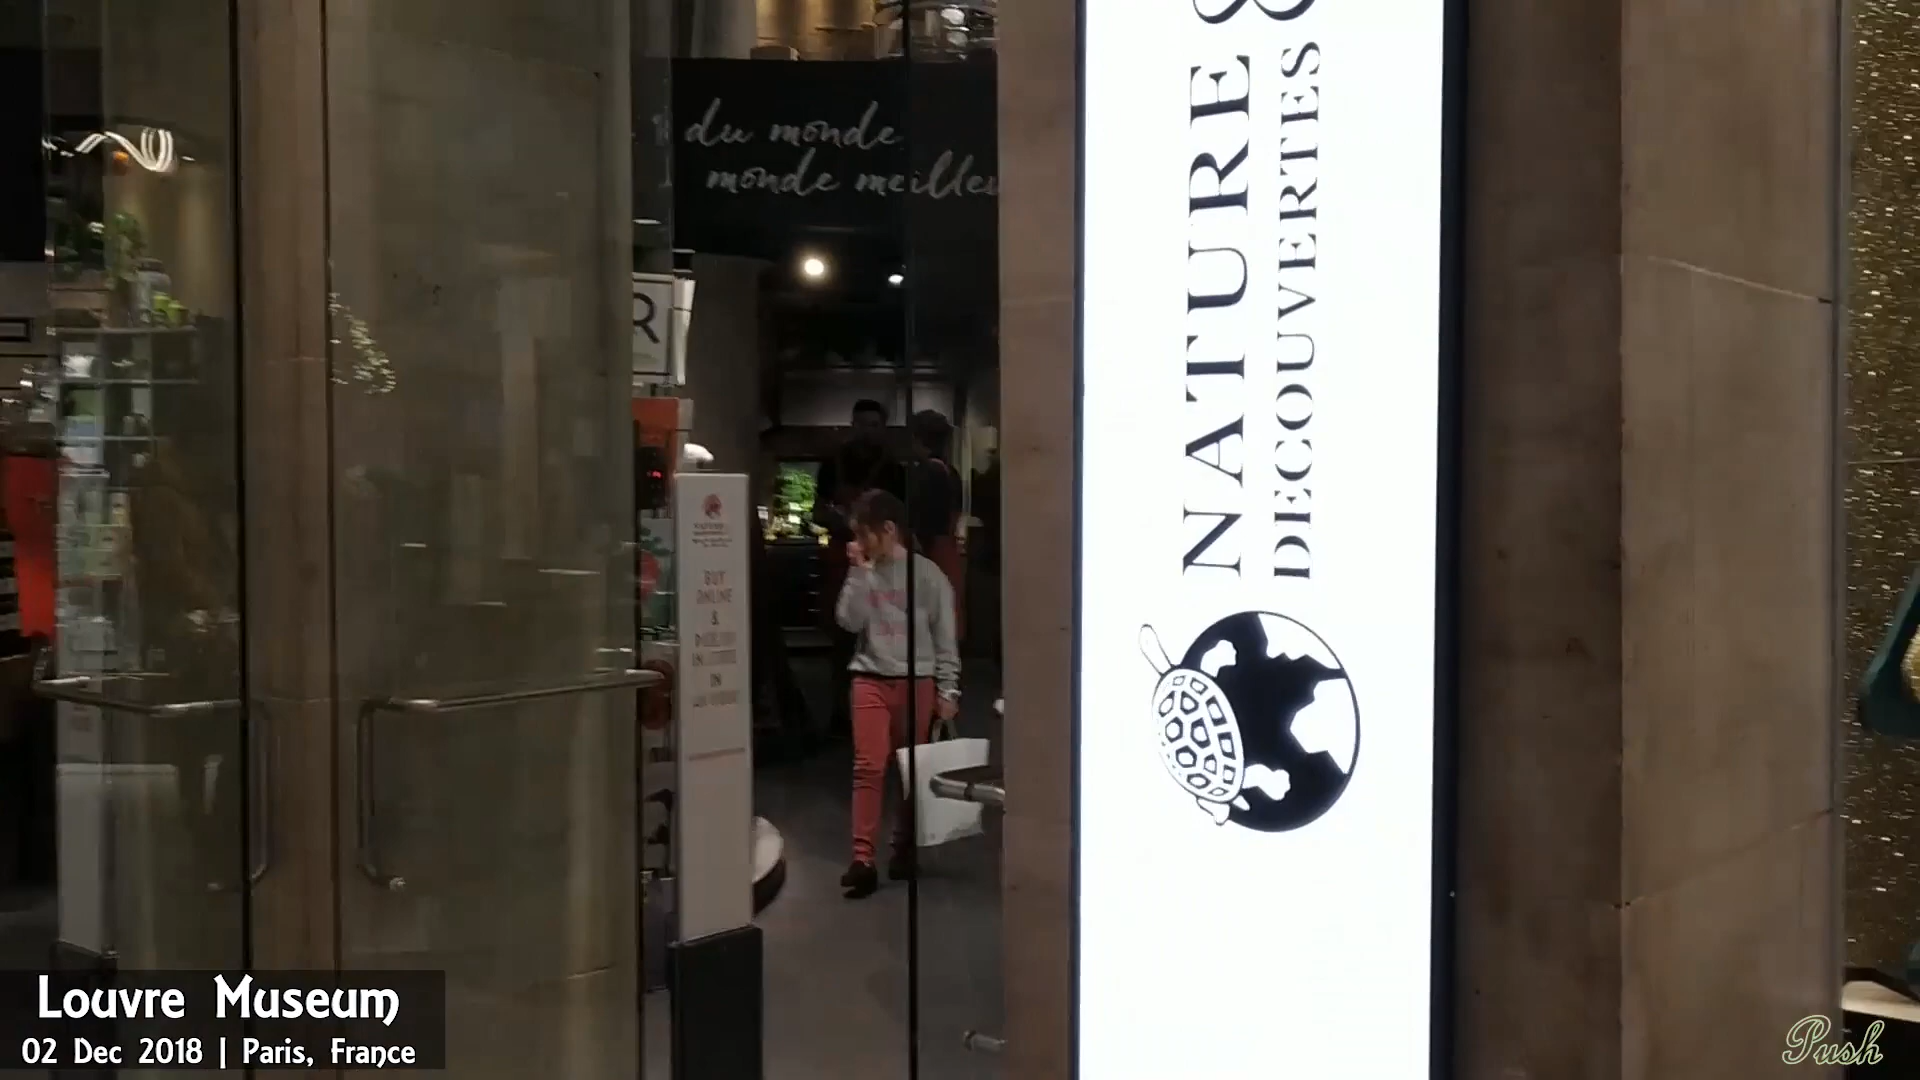 du monde
monde meilleu
R
BUY
ONLINE
&
IN
NATURE &
DECOUVERTES
Louvre Museum
02 Dec 2018 | Paris, France
Push